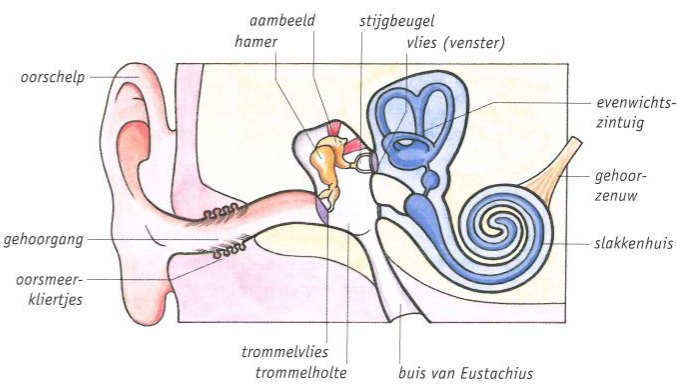 aambeeld
stijgbeugel
hamer
vlies (venster)
oorschelp
evenwichts-
zintuig
gehoor-
zenuw
gehoorgang
slakkenhuis
oorsmeer-
kliertjes
trommelvlies
trommelholte
buis van Eustachius